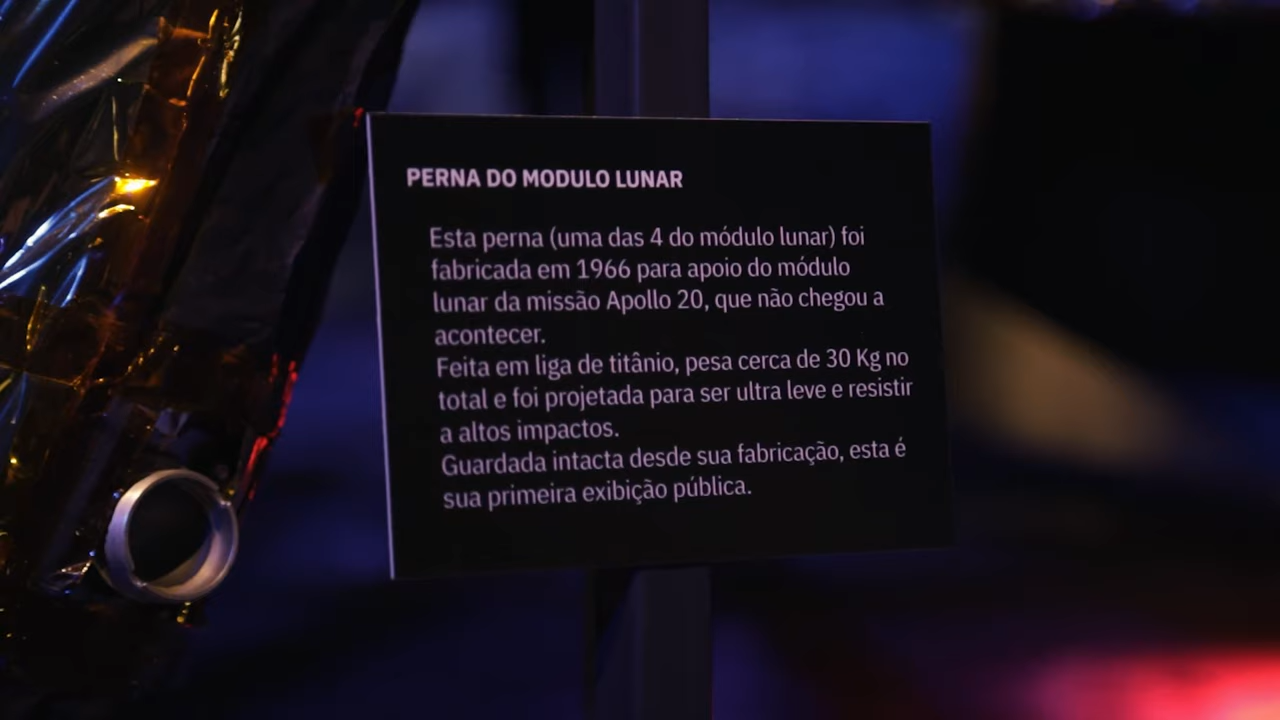 PERNA DO MODULO LUNAR
Esta perna (uma das 4 do módulo lunar) foi
fabricada em 1966 para apoio do módulo
lunar da missão Apollo 20, que não chegou a
acontecer.
Feita em liga de titânio, pesa cerca de 30 Kg no
total e foi projetada para ser ultra leve e resistir
a altos impactos.
Guardada intacta desde sua fabricação, esta é
sua primeira exibição pública.